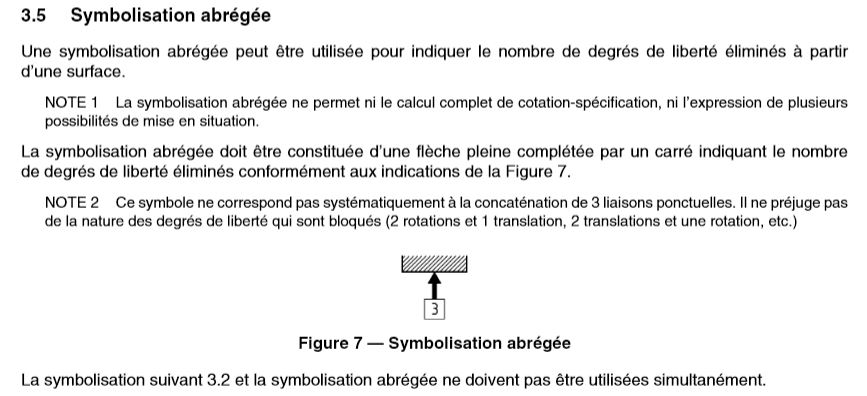 3.5 Symbolisation abrégée
Une symbolisation abrégée peut être utilisée pour indiquer le nombre de degrés de liberté éliminés à partir
d'une surface.
NOTE 1 La symbolisation abrégée ne permet ni le calcul complet de cotation-spécification, ni l'expression de plusieurs
possibilités de mise en situation.
La symbolisation abrégée doit être constituée d'une flèche pleine complétée par un carré indiquant le nombre
de degrés de liberté éliminés conformément aux indications de la Figure 7.
NOTE 2 Ce symbole ne correspond pas systématiquement à la concaténation de 3 liaisons ponctuelles. Il ne préjuge pas
de la nature des degrés de liberté qui sont bloqués (2 rotations et 1 translation, 2 translations et une rotation, etc.)
3
Figure 7 — Symbolisation abrégée
La symbolisation suivant 3.2 et la symbolisation abrégée ne doivent pas être utilisées simultanément.